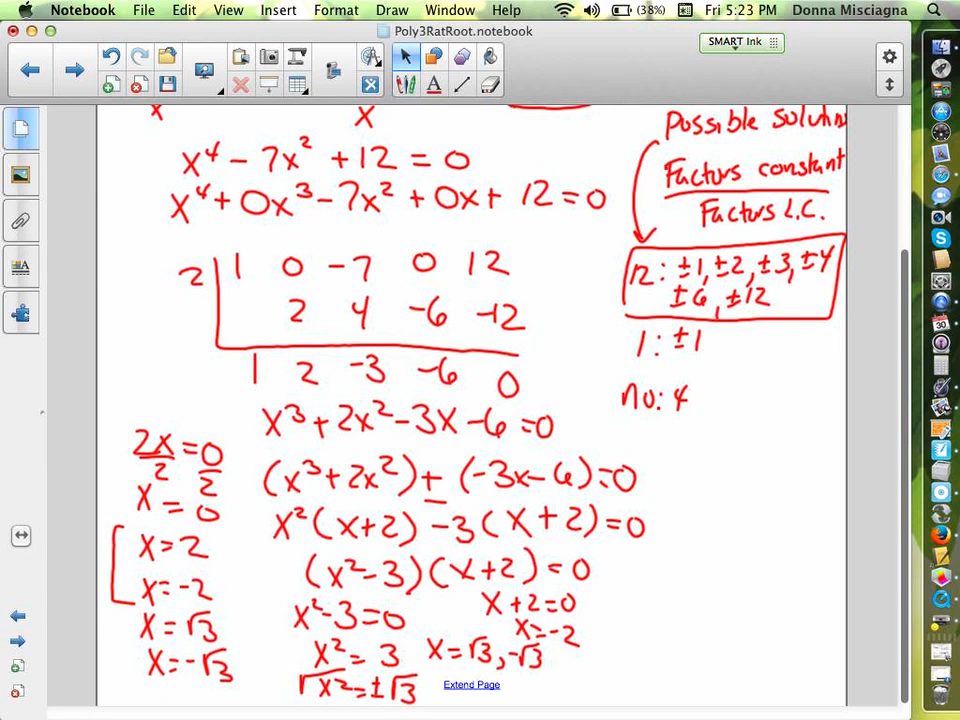 Notebook File Edit View Insert Format Draw Window Help (38%) Fri 5:23 PM Donna Misciagna
Poly3RatRoot.notebook
SMART Ink
x x
x⁴ - 7x² + 12 = 0
x⁴ + 0x³ - 7x² + 0x + 12 = 0
2 | 1 0 -7 0 12
2 4 -6 -12
1 2 -3 -6 0
x³ + 2x² - 3x - 6 = 0
(x³ + 2x²) + (-3x - 6) = 0
x²(x+2) - 3(x+2) = 0
(x² - 3)(x+2) = 0
x² - 3 = 0
x² = 3
√x² = ±√3
x + 2 = 0
x = -2
x = √3, -√3
2x = 0
2 2
x = 0
x = 2
x = -2
x = √3
x = -√3
Possible
Factors constant
Factors L.C.
12: ±1, ±2, ±3, ±4
±6, ±12
1: ±1
no: 4
Extend Page
30